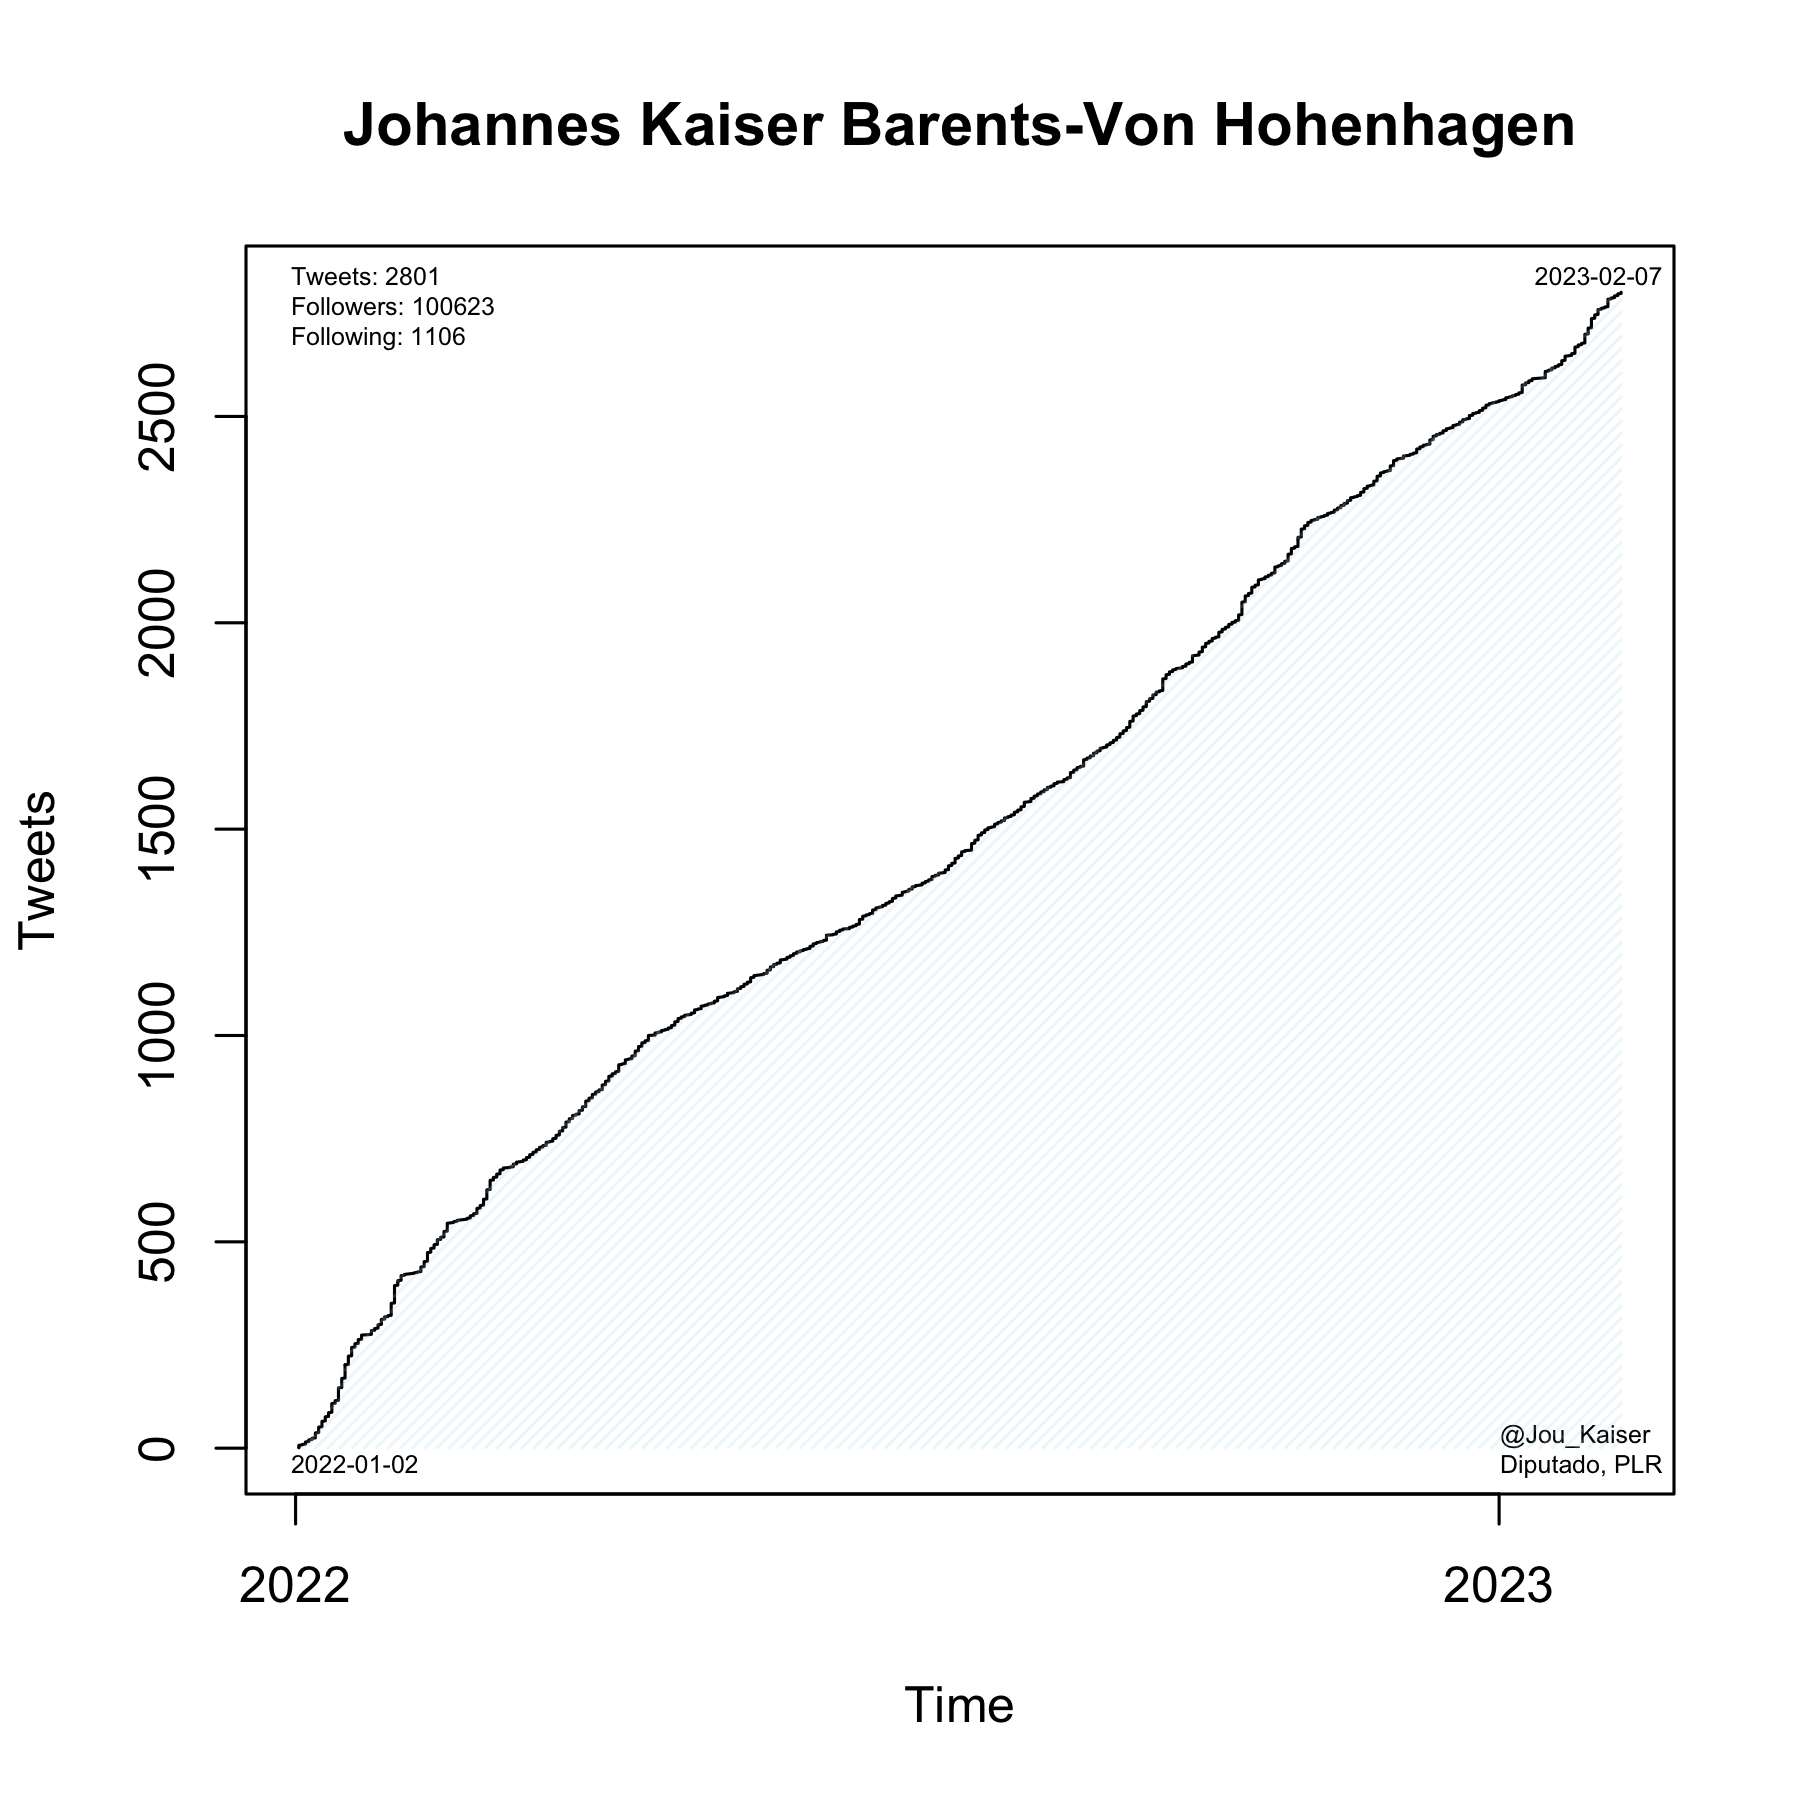 Johannes Kaiser Barents-Von Hohenhagen
Tweets: 2801
Followers: 100623
Following: 1106
2023-02-07
2500
2000
1500
1000
500
0
Tweets
2022-01-02
@Jou_Kaiser
Diputado, PLR
2022
2023
Time